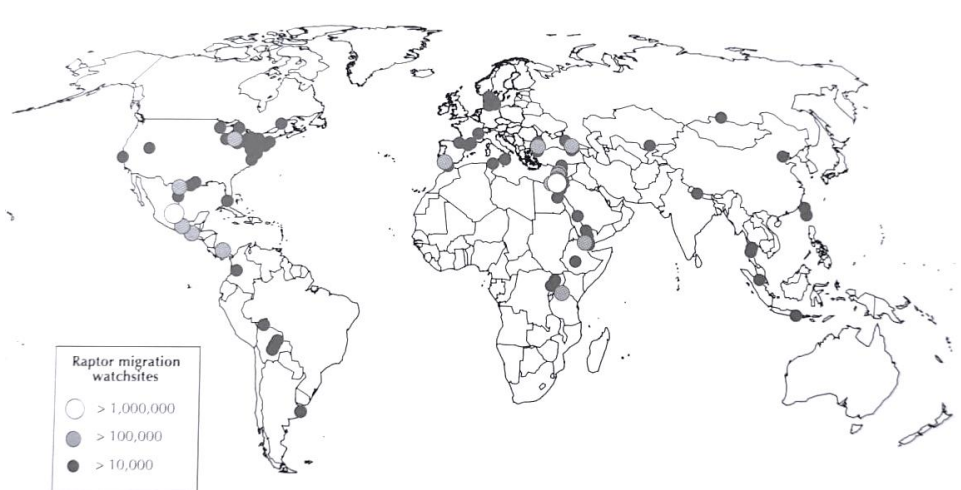 Raptor migration
watchsites
> 1,000,000
> 100,000
> 10,000